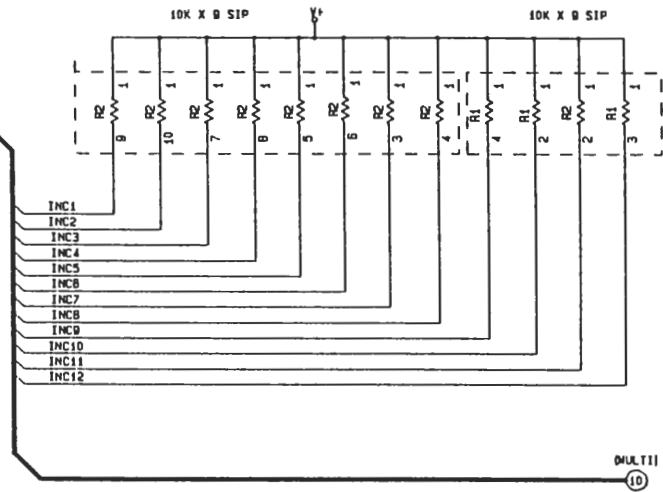 10K X 9 SIP
V+
10K X 9 SIP
1 1 1 1 1 1 1 1 1 1 1 1
R2 R2 R2 R2 R2 R2 R2 R2 R1 R1 R2 R1
9 10 7 8 5 6 3 4 4 2 2 3
INC1
INC2
INC3
INC4
INC5
INC6
INC7
INC8
INC9
INC10
INC11
INC12
(MULTI)
10